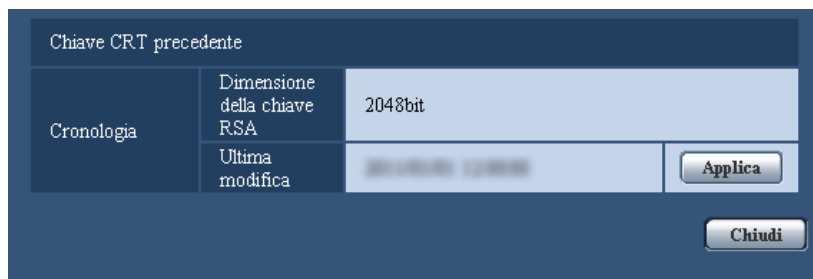 Chiave CRT precedente
Cronologia
Dimensione
della chiave
RSA
2048bit
Ultima
modifica
Applica
Chiudi